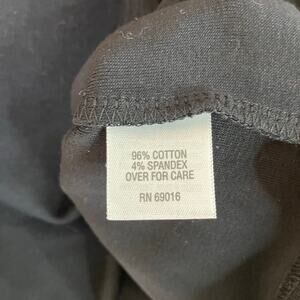 96% COTTON
4% SPANDEX
OVER FOR CARE
RN 69016